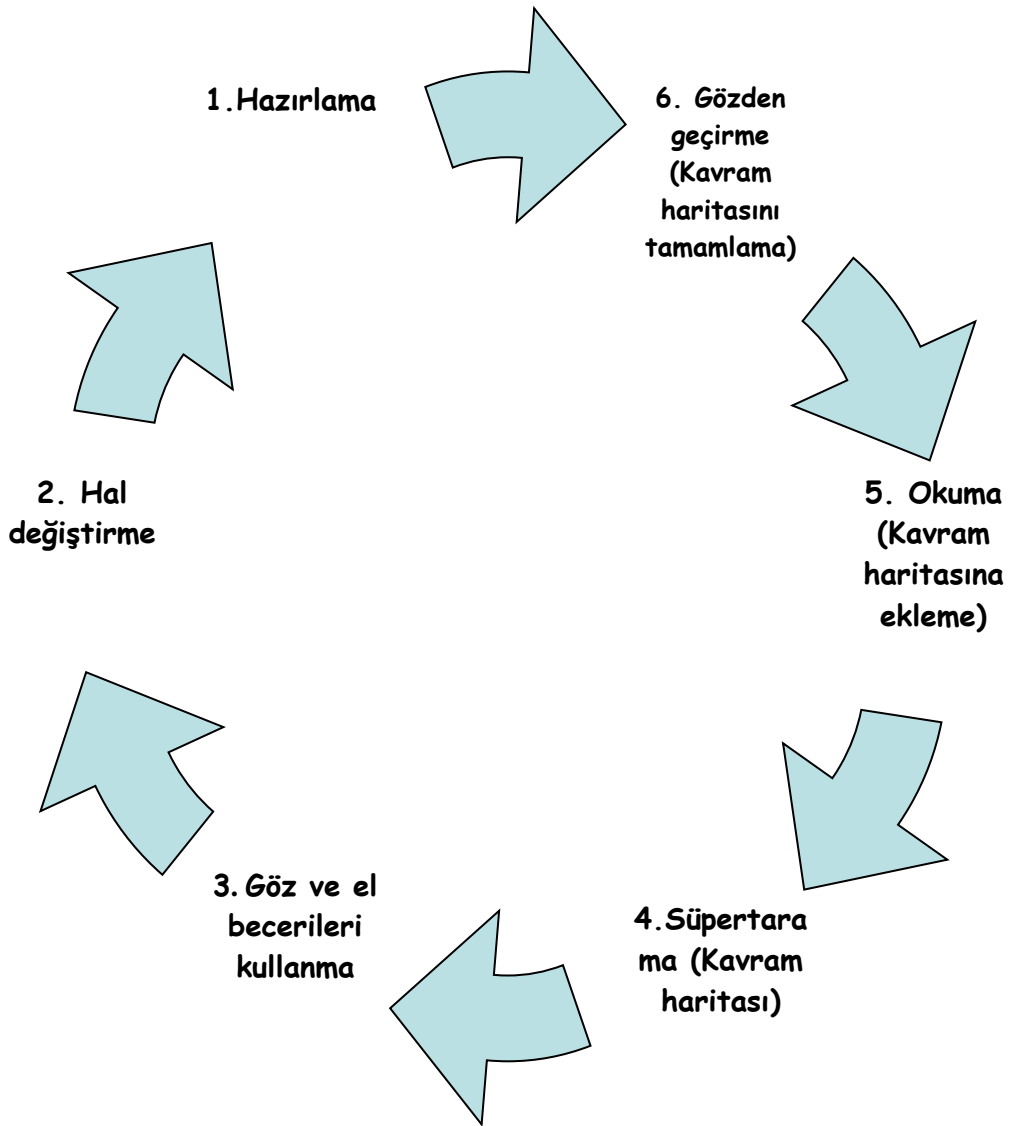 1.Hazırlama
6. Gözden
geçirme
(Kavram
haritasını
tamamlama)
2. Hal
değiştirme
5. Okuma
(Kavram
haritasına
ekleme)
3. Göz ve el
becerileri
kullanma
4.Süpertara
ma (Kavram
haritası)